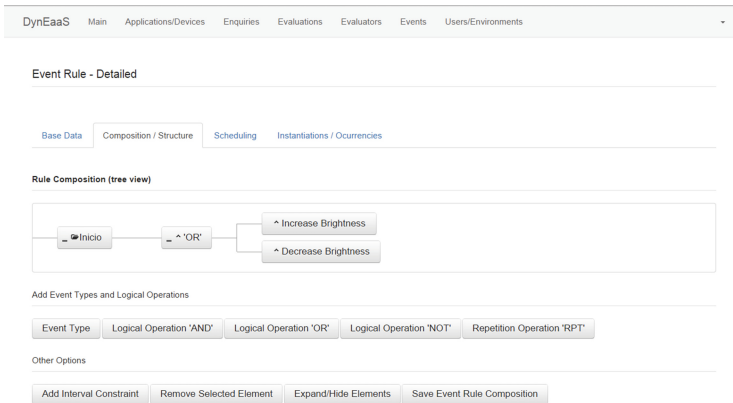 DynEaaS Main Applications/Devices Enquiries Evaluations Evaluators Events Users/Environments
Event Rule - Detailed
Base Data Composition / Structure Scheduling Instantiations / Ocurrencies
Rule Composition (tree view)
^ Increase Brightness
_ Inicio _ ^ 'OR'
^ Decrease Brightness
Add Event Types and Logical Operations
Event Type Logical Operation 'AND' Logical Operation 'OR' Logical Operation 'NOT' Repetition Operation 'RPT'
Other Options
Add Interval Constraint Remove Selected Element Expand/Hide Elements Save Event Rule Composition